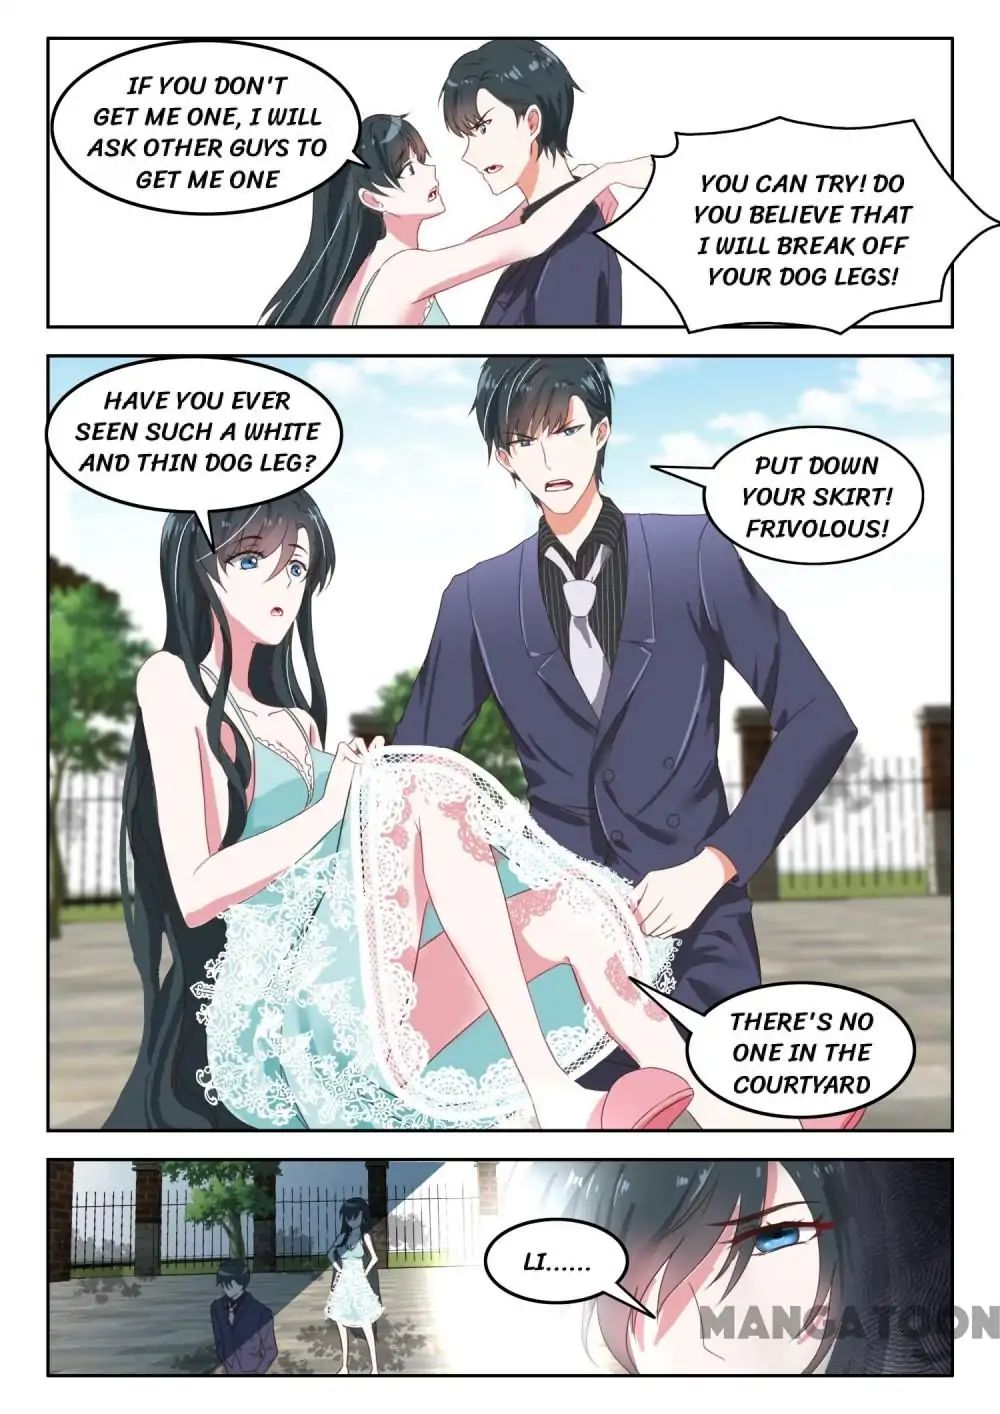 IF YOU DON'T
GET ME ONE, I WILL
ASK OTHER GUYS TO
GET ME ONE
YOU CAN TRY! DO
YOU BELIEVE THAT
I WILL BREAK OFF
YOUR DOG LEGS!
HAVE YOU EVER
SEEN SUCH A WHITE
AND THIN DOG LEG?
PUT DOWN
YOUR SKIRT!
FRIVOLOUS!
THERE'S NO
ONE IN THE
COURTYARD
LI......
MANGATOON